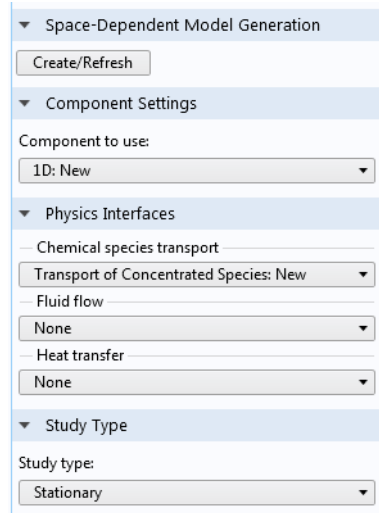 Space-Dependent Model Generation
Create/Refresh
Component Settings
Component to use:
1D: New
Physics Interfaces
Chemical species transport
Transport of Concentrated Species: New
Fluid flow
None
Heat transfer
None
Study Type
Study type:
Stationary